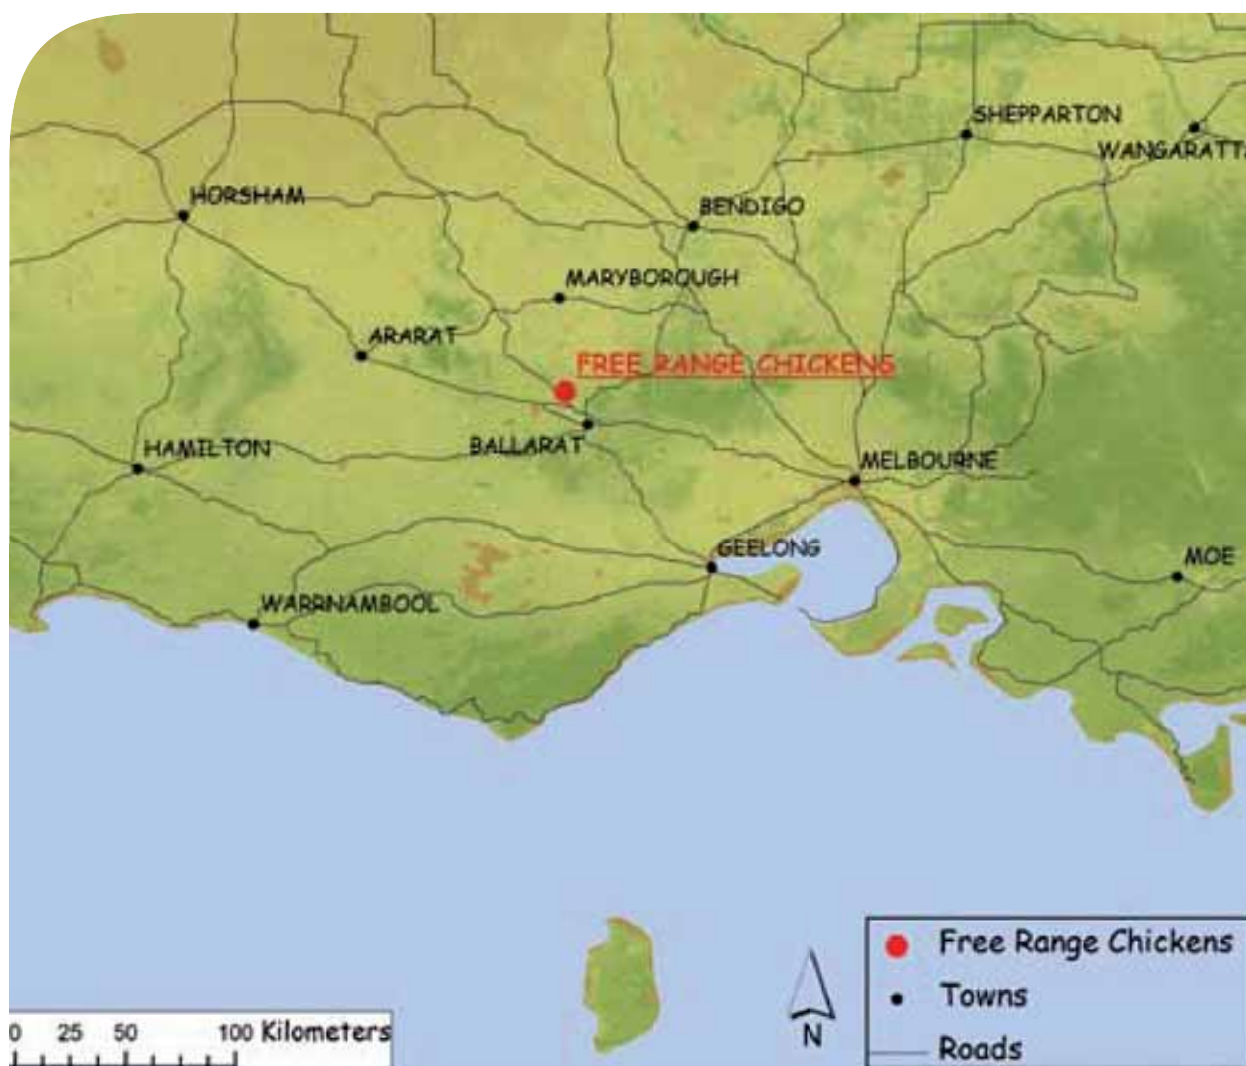 SHEPPARTON
WANGARATTA
HORSHAM
BENDIGO
MARYBOROUGH
ARARAT
FREE RANGE CHICKENS
HAMILTON
BALLARAT
MELBOURNE
GEELONG
MOE
WARRNAMBOOL
Free Range Chickens
Towns
Roads
N
0 25 50 100 Kilometers